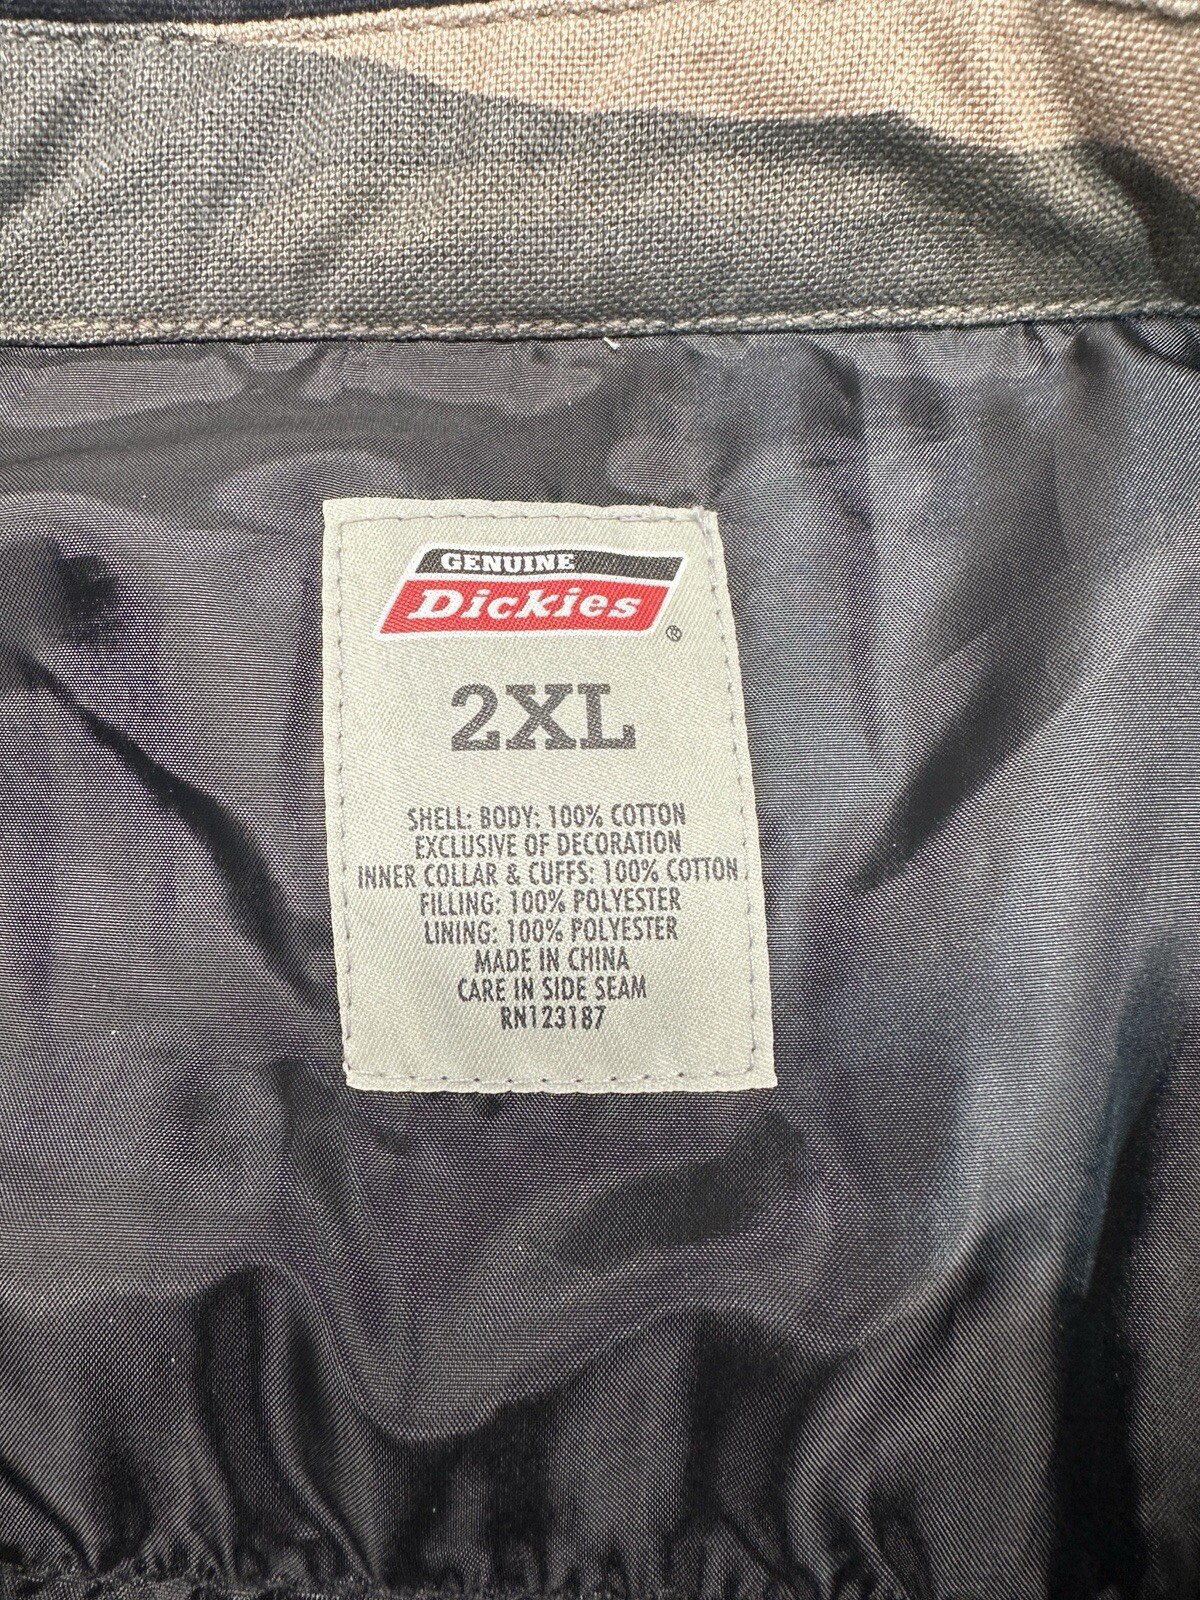 GENUINE
Dickies
®
2XL
SHELL: BODY: 100% COTTON
EXCLUSIVE OF DECORATION
INNER COLLAR & CUFFS: 100% COTTON
FILLING: 100% POLYESTER
LINING: 100% POLYESTER
MADE IN CHINA
CARE IN SIDE SEAM
RN123187